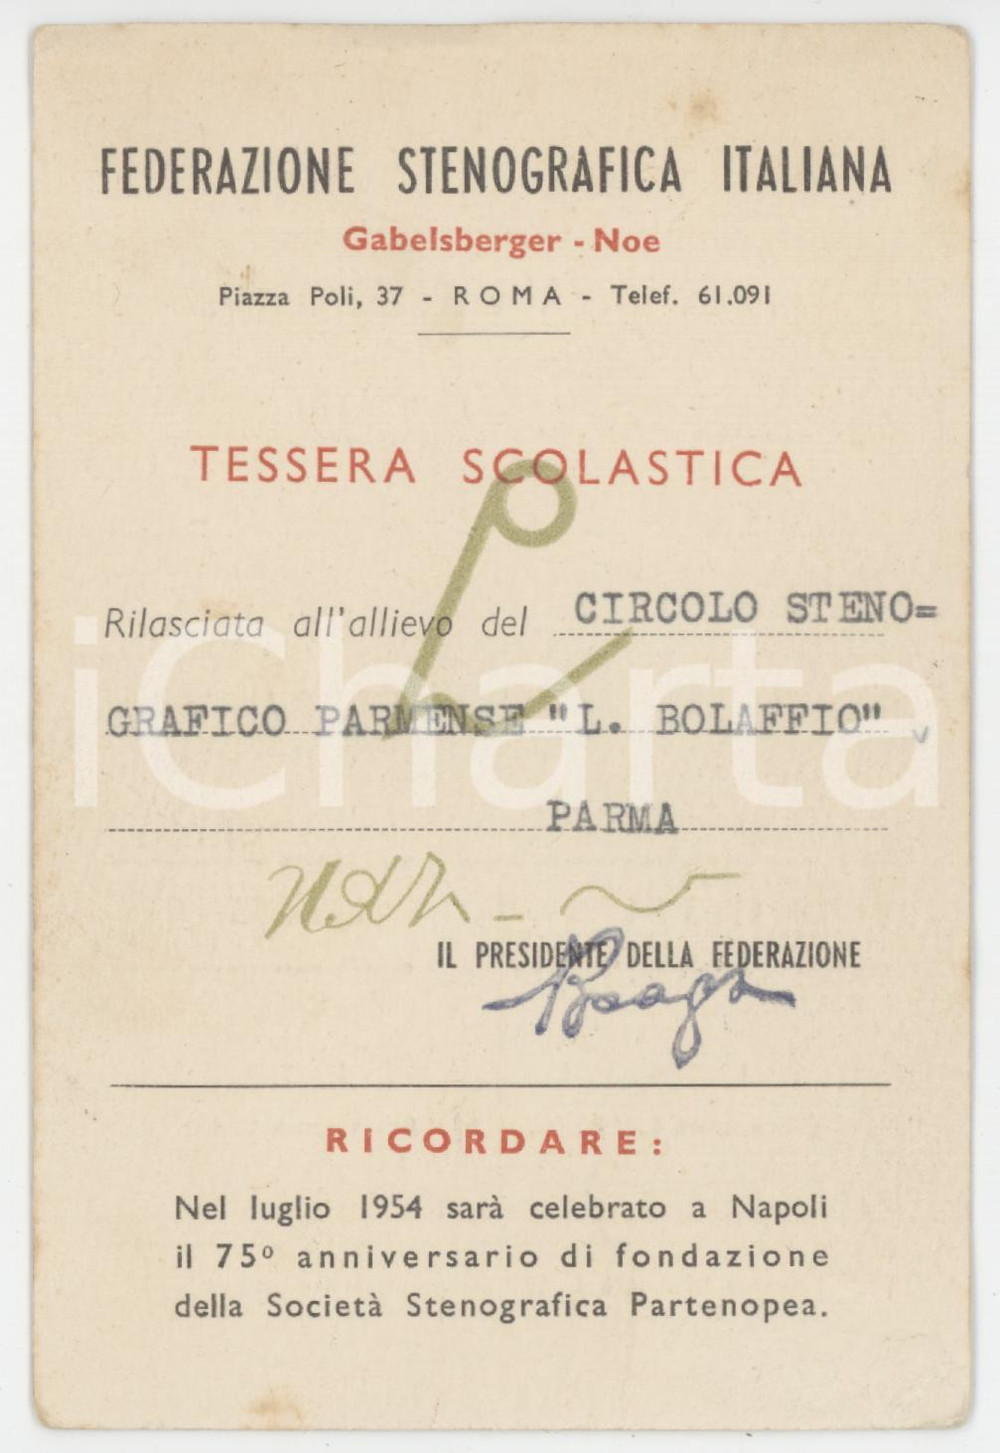 FEDERAZIONE STENOGRAFICA ITALIANA
Gabelsberger - Noe
Piazza Poli, 37 - ROMA - Telef. 61.091
TESSERA SCOLASTICA
Rilasciata all'allievo del CIRCOLO STENO=
GRAFICO PARMENSE "L. BOLAFFIO"
iCharta
PARMA
IL PRESIDENTE DELLA FEDERAZIONE
RICORDARE:
Nel luglio 1954 sarà celebrato a Napoli
il 75º anniversario di fondazione
della Società Stenografica Partenopea.